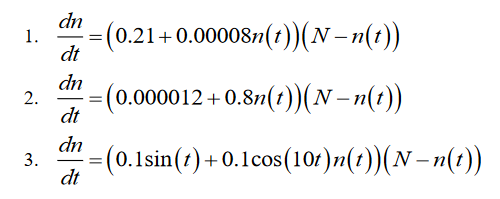 1. dn/dt = (0.21 + 0.00008n(t))(N − n(t))
2. dn/dt = (0.000012 + 0.8n(t))(N − n(t))
3. dn/dt = (0.1sin(t) + 0.1cos(10t)n(t))(N − n(t))